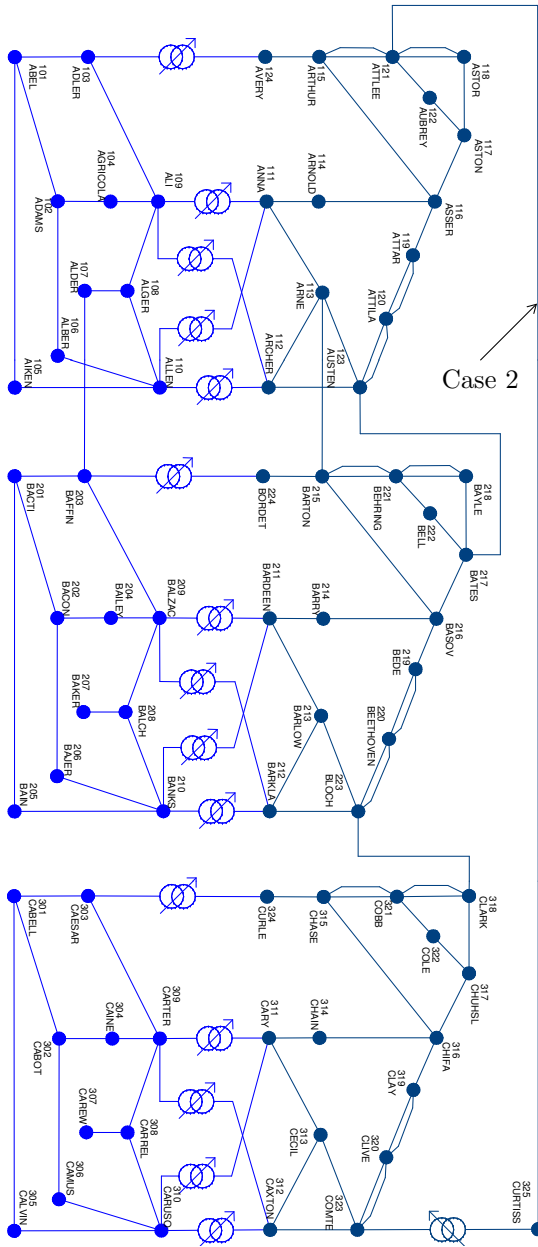 Case 2
118
ASTOR
121
ATTLEE
115
ARTHUR
124
AVERY
103
ADLER
101
ABEL
122
AUBREY
117
ASTON
116
ASSER
114
ARNOLD
111
ANNA
109
ALI
104
AGRICOLA
102
ADAMS
119
ATTAR
120
ATTILA
113
ARNE
108
ALGER
107
ALDER
123
AUSTEN
112
ARCHER
110
ALLEN
106
ALBER
105
AIKEN
218
BAYLE
221
BEHRING
215
BARTON
224
BORDET
203
BAFFIN
201
BACTI
222
BELL
217
BATES
216
BASOV
214
BARRY
211
BARDEEN
209
BALZAC
204
BAILEY
202
BACON
219
BEDE
220
BEETHOVEN
213
BARLOW
208
BALCH
207
BAKER
223
BLOCH
212
BARKLA
210
BANKS
206
BAJER
205
BAIN
318
CLARK
321
COBB
315
CHASE
324
CURLE
303
CAESAR
301
CABELL
322
COLE
317
CHUHSL
316
CHIFA
314
CHAIN
311
CARY
309
CARTER
304
CAINE
302
CABOT
319
CLAY
320
CLIVE
313
CECIL
308
CARREL
307
CAREW
325
CURTISS
323
COMTE
312
CAXTON
310
CARUSO
306
CAMUS
305
CALVIN